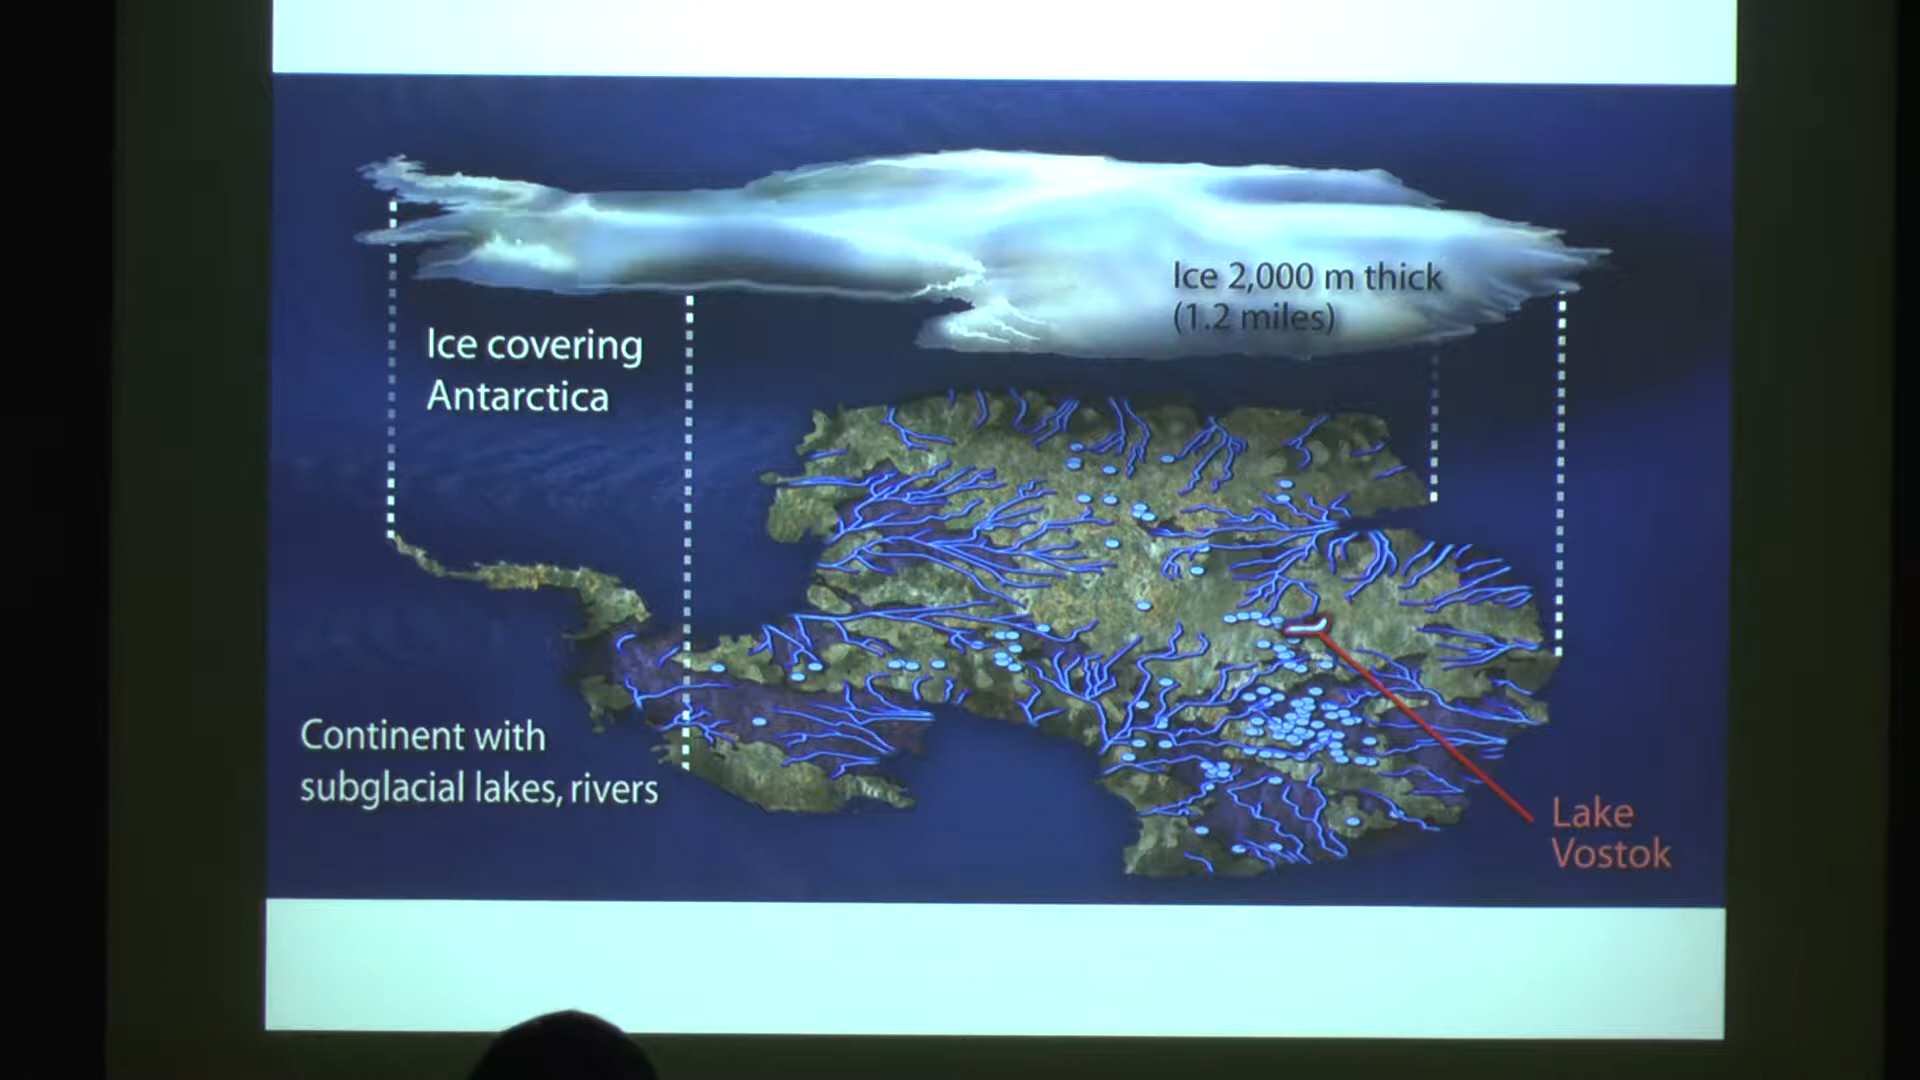 Ice 2,000 m thick
(1.2 miles)
Ice covering
Antarctica
Continent with
subglacial lakes, rivers
Lake
Vostok